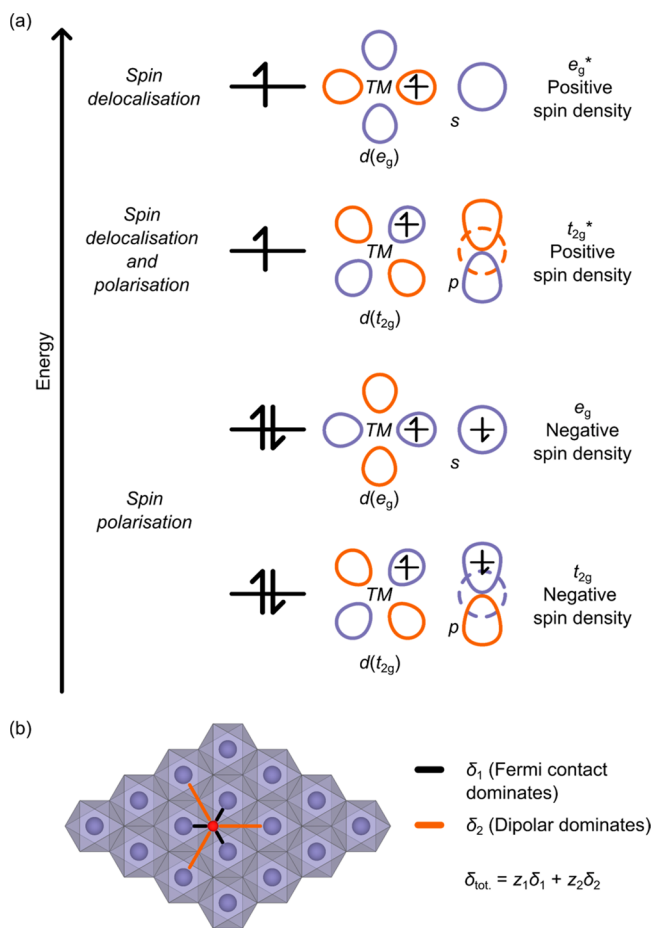 (a)
Energy
Spin
delocalisation
TM
s
d(eg)
eg*
Positive
spin density
Spin
delocalisation
and
polarisation
TM
p
d(t2g)
t2g*
Positive
spin density
Spin
polarisation
TM
s
d(eg)
eg
Negative
spin density
TM
p
d(t2g)
t2g
Negative
spin density
(b)
δ1 (Fermi contact
dominates)
δ2 (Dipolar dominates)
δtot. = z1δ1 + z2δ2